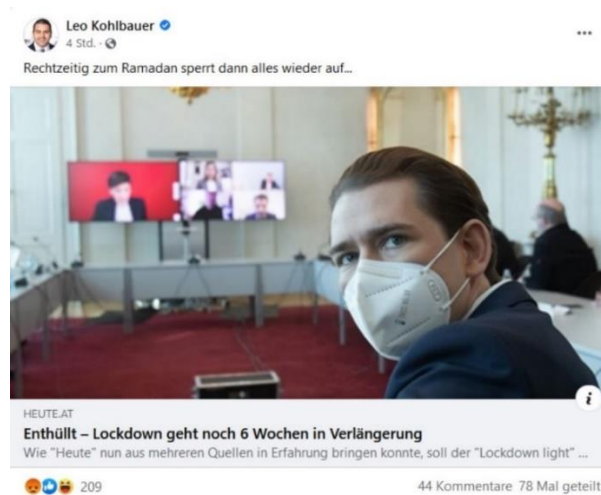 Leo Kohlbauer
4 Std. ·
Rechtzeitig zum Ramadan sperrt dann alles wieder auf...
HEUTE.AT
Enthüllt – Lockdown geht noch 6 Wochen in Verlängerung
Wie "Heute" nun aus mehreren Quellen in Erfahrung bringen konnte, soll der "Lockdown light" ...
209
44 Kommentare 78 Mal geteilt